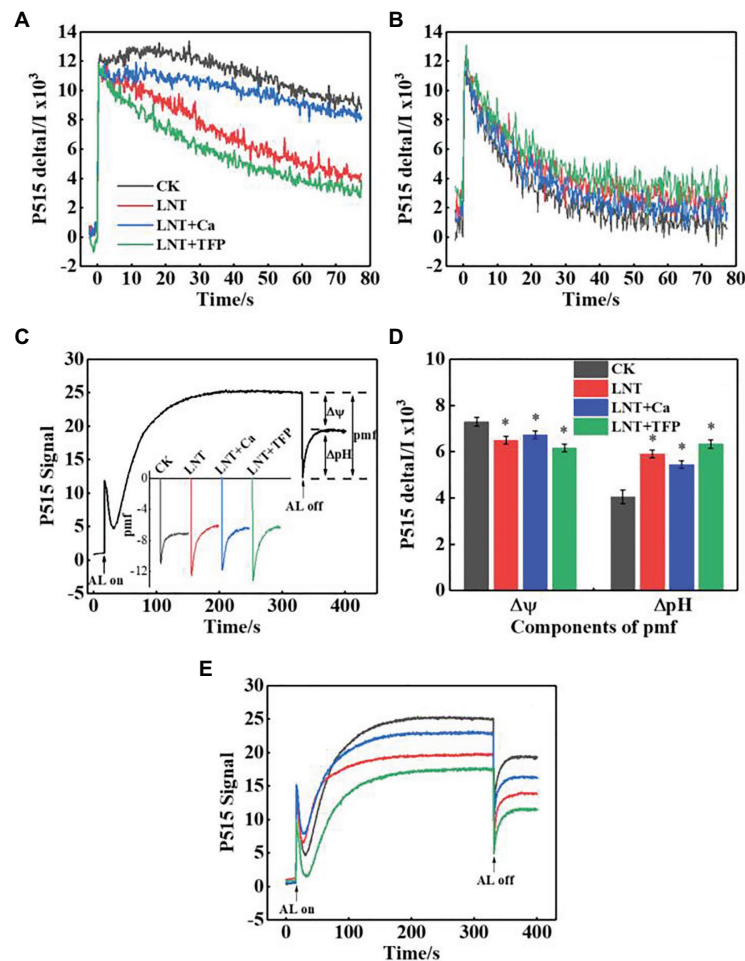 A
P515 deltaI/I x10³
14
12
10
8
6
4
2
0
-2
CK
LNT
LNT+Ca
LNT+TFP
0 10 20 30 40 50 60 70 80
Time/s
B
P515 deltaI/I x10³
14
12
10
8
6
4
2
0
-2
0 10 20 30 40 50 60 70 80
Time/s
C
P515 Signal
30
25
20
15
10
5
0
-5
AL on
pmf
0
-4
-8
-12
CK
LNT
LNT+Ca
LNT+TFP
Δψ
ΔpH
pmf
AL off
0 100 200 300 400
Time/s
D
P515 deltaI/I x10³
10
8
6
4
2
0
CK
LNT
LNT+Ca
LNT+TFP
* * *
* * *
Δψ ΔpH
Components of pmf
E
P515 Signal
30
25
20
15
10
5
0
-5
AL on
AL off
0 100 200 300 400
Time/s